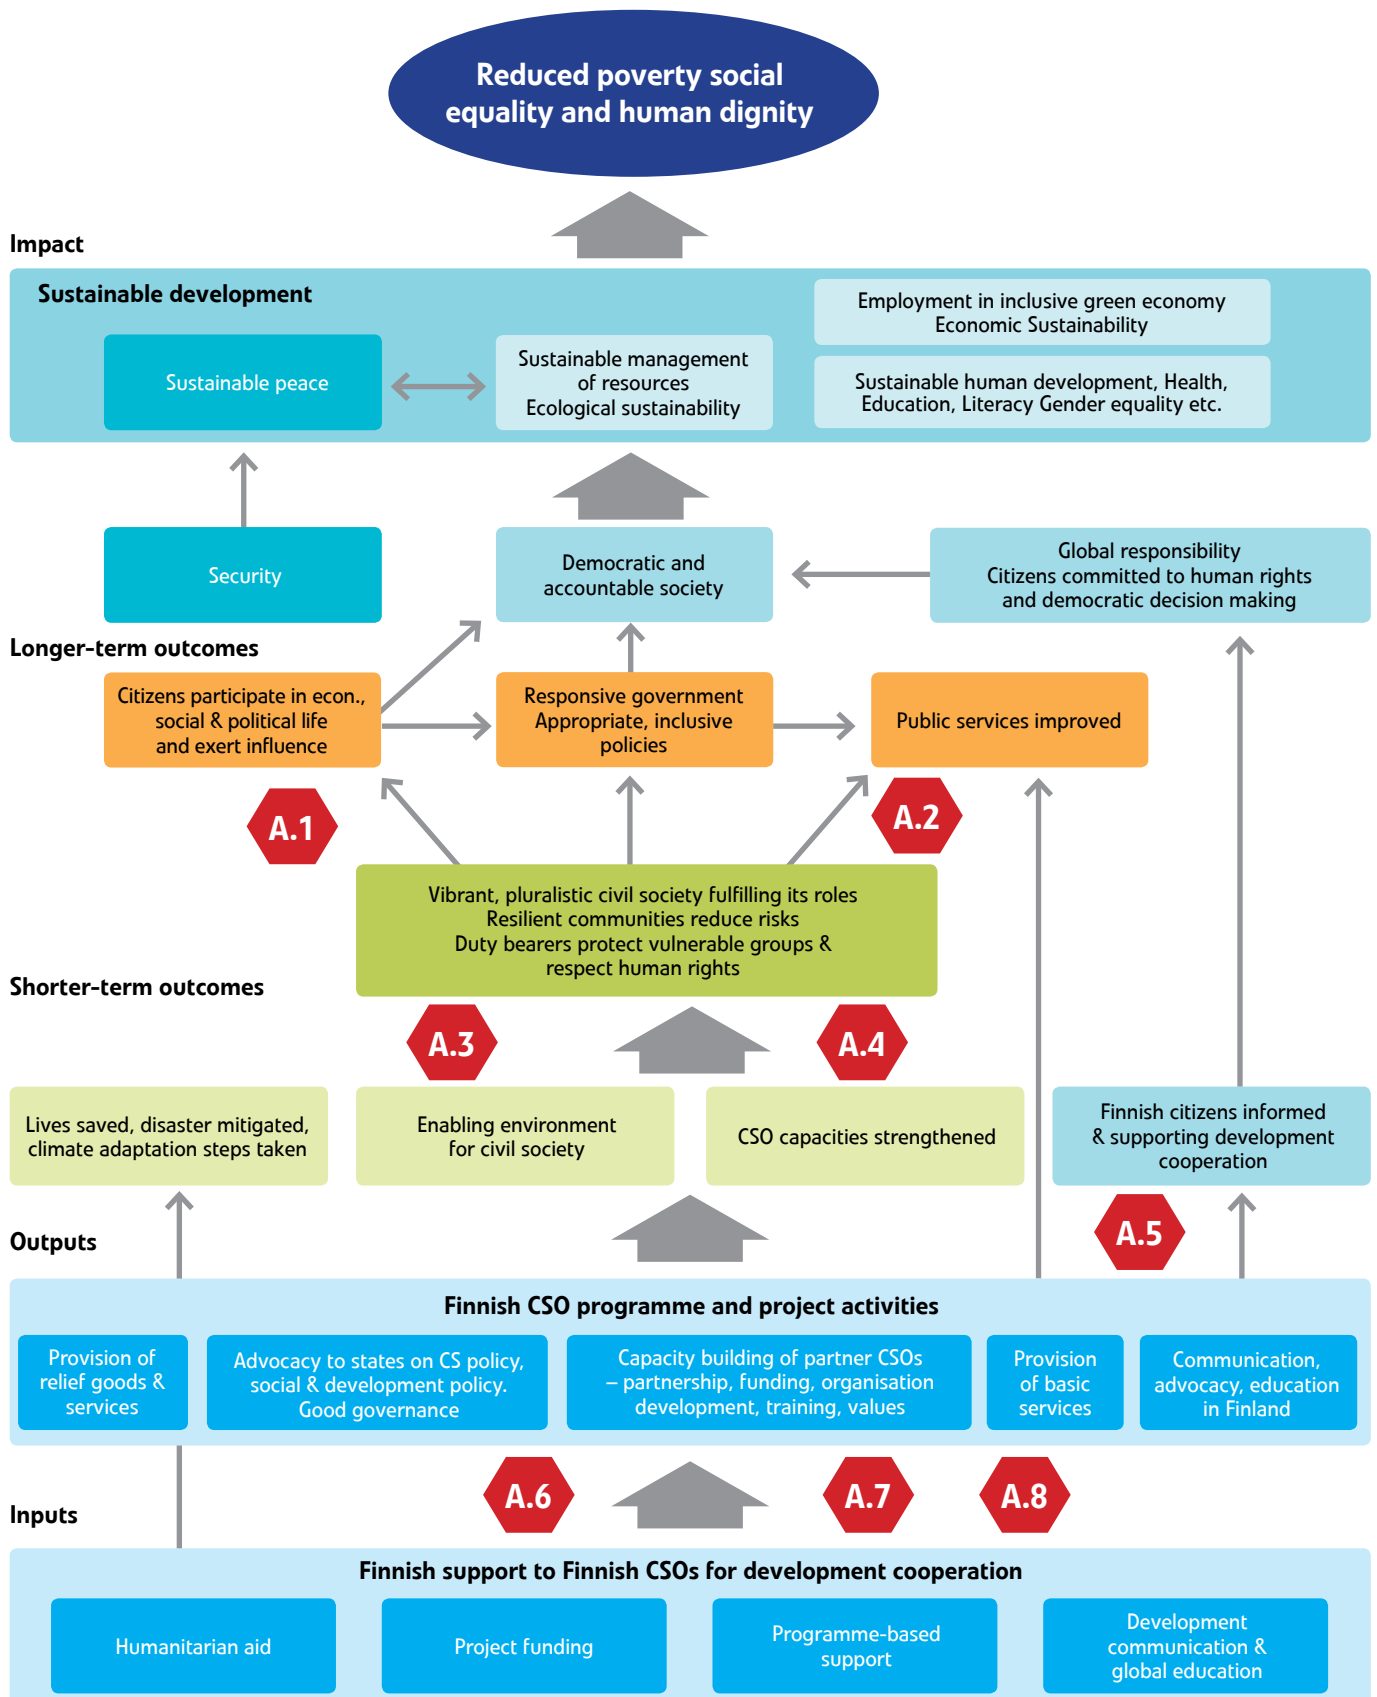 Reduced poverty social
equality and human dignity
Impact
Sustainable development
Employment in inclusive green economy
Economic Sustainability
Sustainable peace
Sustainable management
of resources
Ecological sustainability
Sustainable human development, Health,
Education, Literacy Gender equality etc.
Security
Democratic and
accountable society
Global responsibility
Citizens committed to human rights
and democratic decision making
Longer-term outcomes
Citizens participate in econ.,
social & political life
and exert influence
Responsive government
Appropriate, inclusive
policies
Public services improved
A.1
A.2
Vibrant, pluralistic civil society fulfilling its roles
Resilient communities reduce risks
Duty bearers protect vulnerable groups &
respect human rights
Shorter-term outcomes
A.3
A.4
Lives saved, disaster mitigated,
climate adaptation steps taken
Enabling environment
for civil society
CSO capacities strengthened
Finnish citizens informed
& supporting development
cooperation
A.5
Outputs
Finnish CSO programme and project activities
Provision of
relief goods &
services
Advocacy to states on CS policy,
social & development policy.
Good governance
Capacity building of partner CSOs
– partnership, funding, organisation
development, training, values
Provision
of basic
services
Communication,
advocacy, education
in Finland
A.6
A.7
A.8
Inputs
Finnish support to Finnish CSOs for development cooperation
Humanitarian aid
Project funding
Programme-based
support
Development
communication &
global education